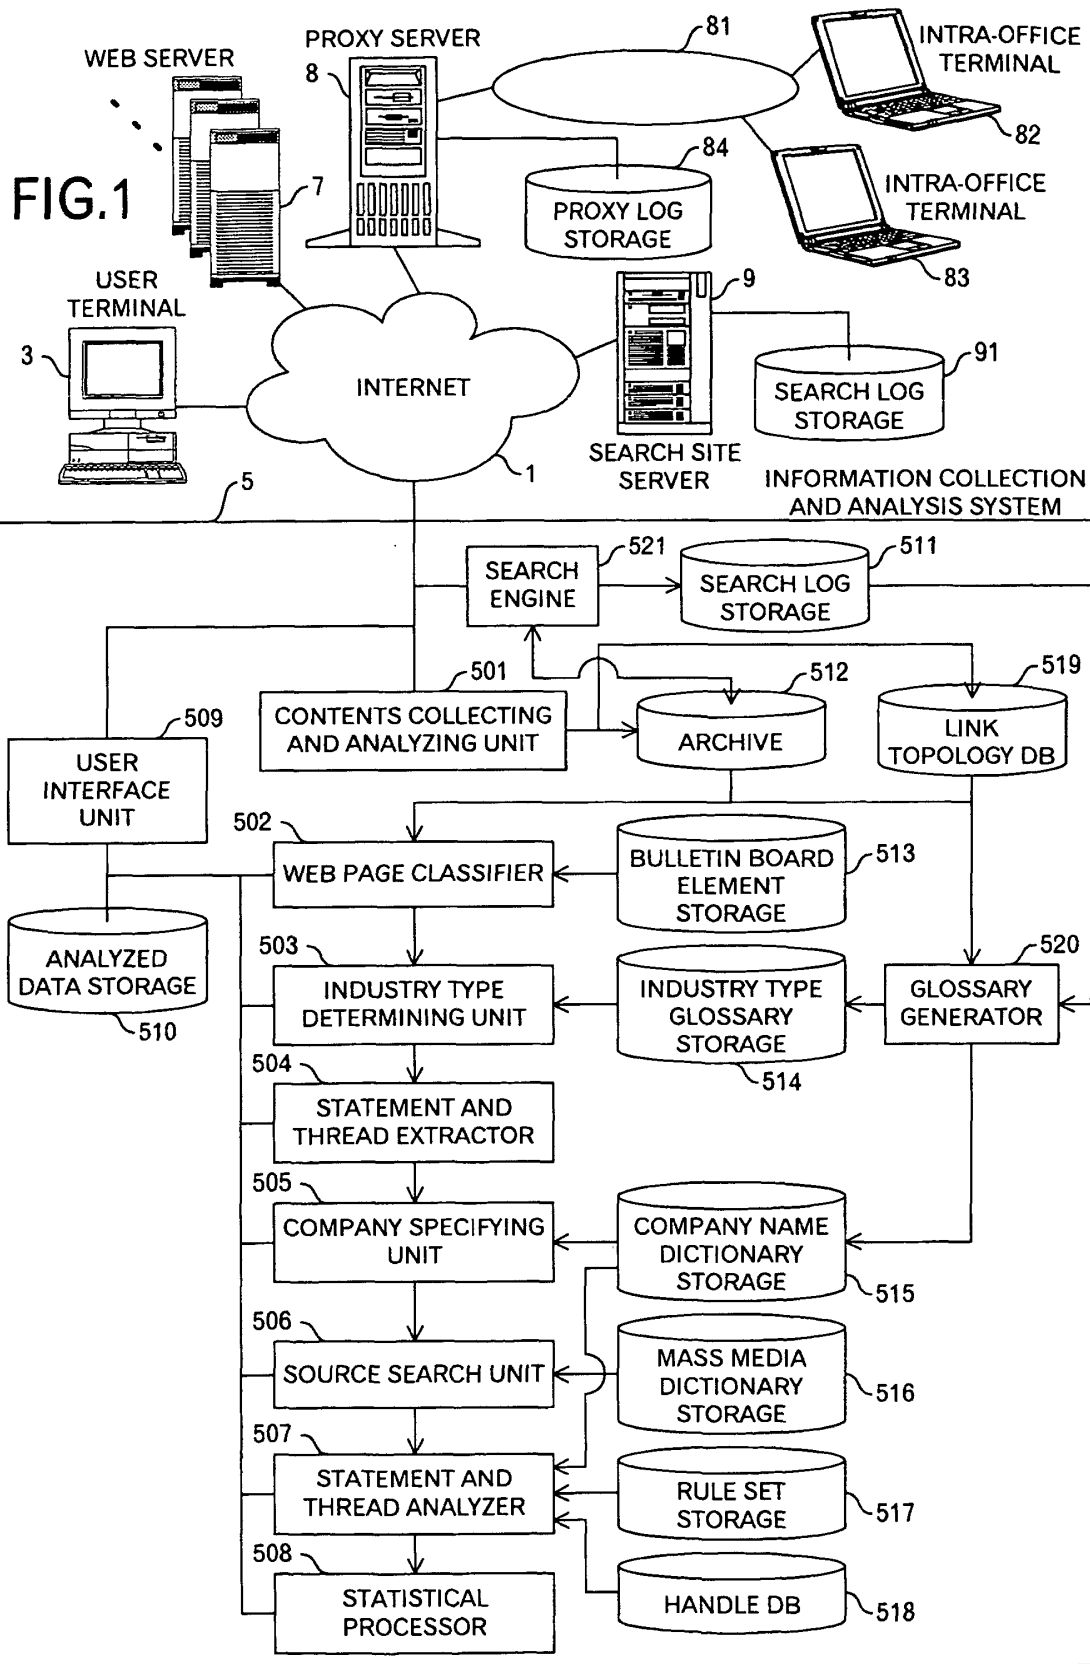 FIG.1
WEB SERVER
7
PROXY SERVER
8
81
INTRA-OFFICE
TERMINAL
82
84
PROXY LOG
STORAGE
INTRA-OFFICE
TERMINAL
83
USER
TERMINAL
3
INTERNET
1
9
SEARCH SITE
SERVER
91
SEARCH LOG
STORAGE
5
INFORMATION COLLECTION
AND ANALYSIS SYSTEM
521
SEARCH
ENGINE
511
SEARCH LOG
STORAGE
501
CONTENTS COLLECTING
AND ANALYZING UNIT
512
ARCHIVE
519
LINK
TOPOLOGY DB
509
USER
INTERFACE
UNIT
502
WEB PAGE CLASSIFIER
BULLETIN BOARD
ELEMENT
STORAGE
513
ANALYZED
DATA STORAGE
510
503
INDUSTRY TYPE
DETERMINING UNIT
INDUSTRY TYPE
GLOSSARY
STORAGE
514
520
GLOSSARY
GENERATOR
504
STATEMENT AND
THREAD EXTRACTOR
505
COMPANY SPECIFYING
UNIT
COMPANY NAME
DICTIONARY
STORAGE
515
506
SOURCE SEARCH UNIT
MASS MEDIA
DICTIONARY
STORAGE
516
507
STATEMENT AND
THREAD ANALYZER
RULE SET
STORAGE
517
508
STATISTICAL
PROCESSOR
HANDLE DB
518